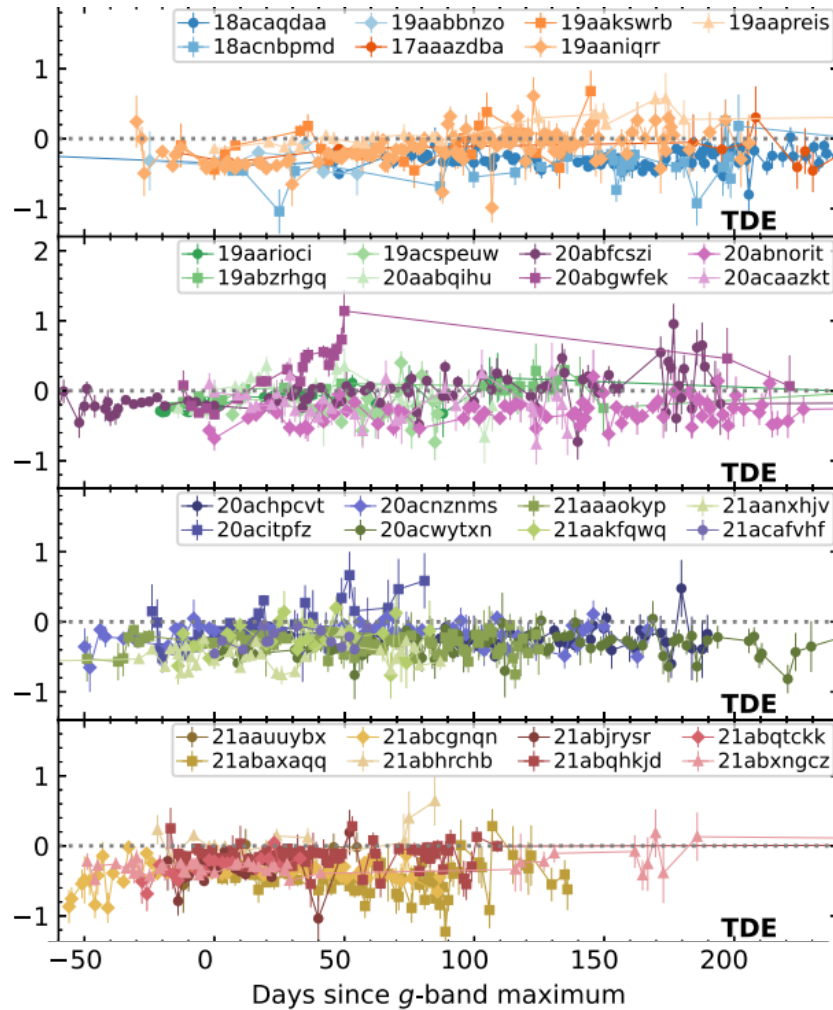 18acaqdaa 19aabbnzo 19aakswrb 19aapreis
18acnbpmd 17aaazdba 19aaniqrr
1
0
−1
TDE
2
19aarioci 19acspeuw 20abfcszi 20abnorit
19abzrhgq 20aabqihu 20abgwfek 20acaazkt
1
0
−1
TDE
20achpcvt 20acnznms 21aaaokyp 21aanxhjv
20acitpfz 20acwytxn 21aakfqwq 21acafvhf
1
0
−1
TDE
21aauuybx 21abcgnqn 21abjrysr 21abqtckk
21abaxaqq 21abhrchb 21abqhkjd 21abxngcz
1
0
−1
TDE
−50 0 50 100 150 200
Days since g-band maximum